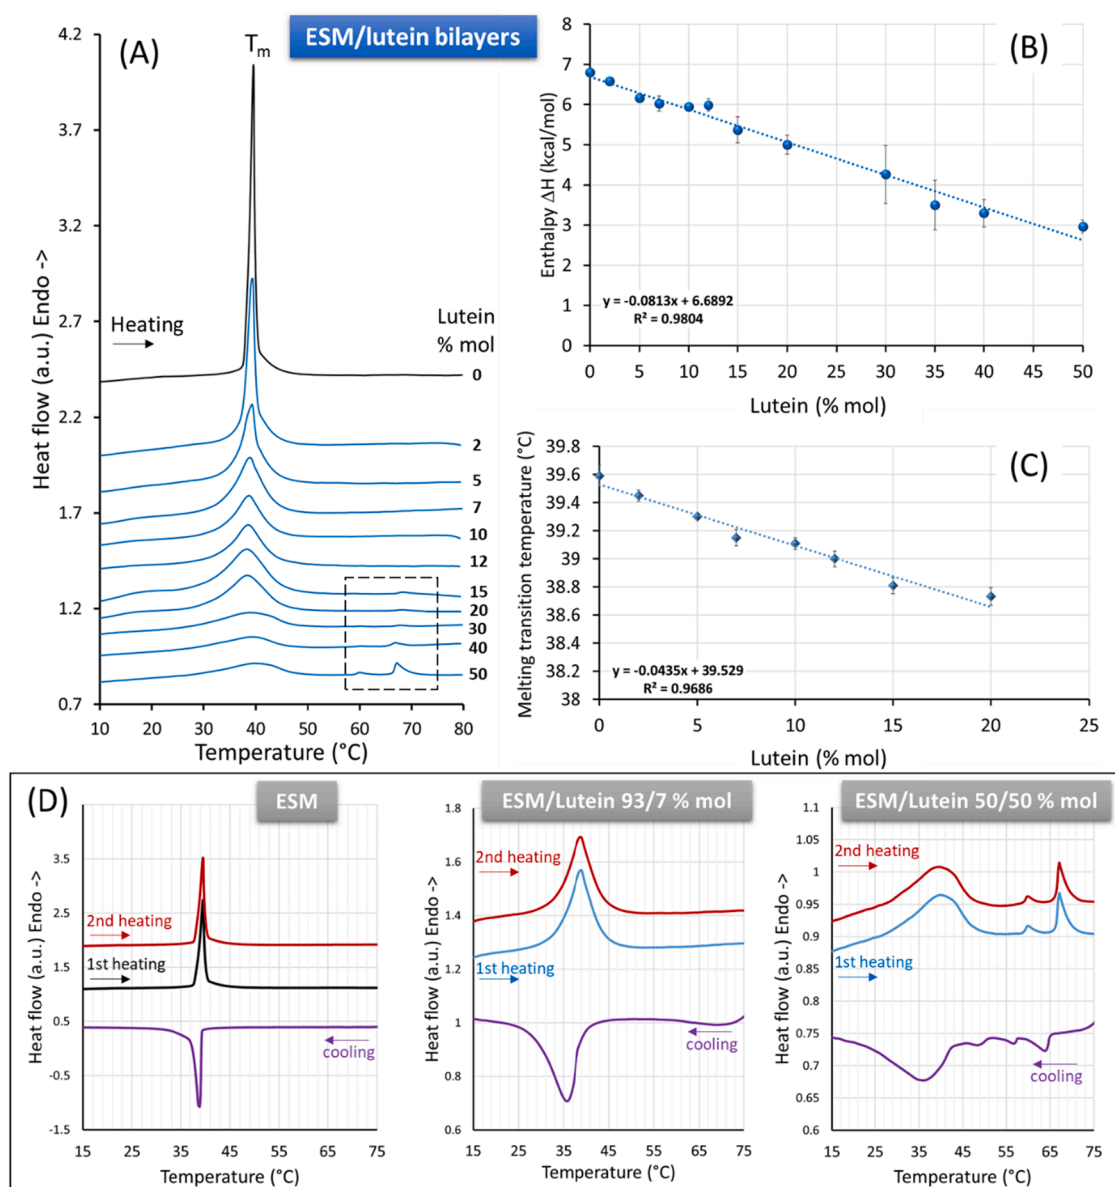 ESM/lutein bilayers
(A)
Tm
4.2
3.7
3.2
2.7
2.2
1.7
1.2
0.7
Heat flow (a.u.) Endo ->
Heating
Lutein
% mol
0
2
5
7
10
12
15
20
30
40
50
10 20 30 40 50 60 70 80
Temperature (°C)
(B)
8
7
6
5
4
3
2
1
0
Enthalpy ΔH (kcal/mol)
y = -0.0813x + 6.6892
R² = 0.9804
0 5 10 15 20 25 30 35 40 45 50
Lutein (% mol)
(C)
39.8
39.6
39.4
39.2
39
38.8
38.6
38.4
38.2
38
Melting transition temperature (°C)
y = -0.0435x + 39.529
R² = 0.9686
0 5 10 15 20 25
Lutein (% mol)
(D)
ESM
3.5
2.5
1.5
0.5
-0.5
-1.5
Heat flow (a.u.) Endo ->
2nd heating
1st heating
cooling
15 25 35 45 55 65 75
Temperature (°C)
ESM/Lutein 93/7 % mol
1.8
1.6
1.4
1.2
1
0.8
0.6
Heat flow (a.u.) Endo ->
2nd heating
1st heating
cooling
15 25 35 45 55 65 75
Temperature (°C)
ESM/Lutein 50/50 % mol
1.1
1.05
1
0.95
0.9
0.85
0.8
0.75
0.7
0.65
0.6
Heat flow (a.u.) Endo ->
2nd heating
1st heating
cooling
15 25 35 45 55 65 75
Temperature (°C)